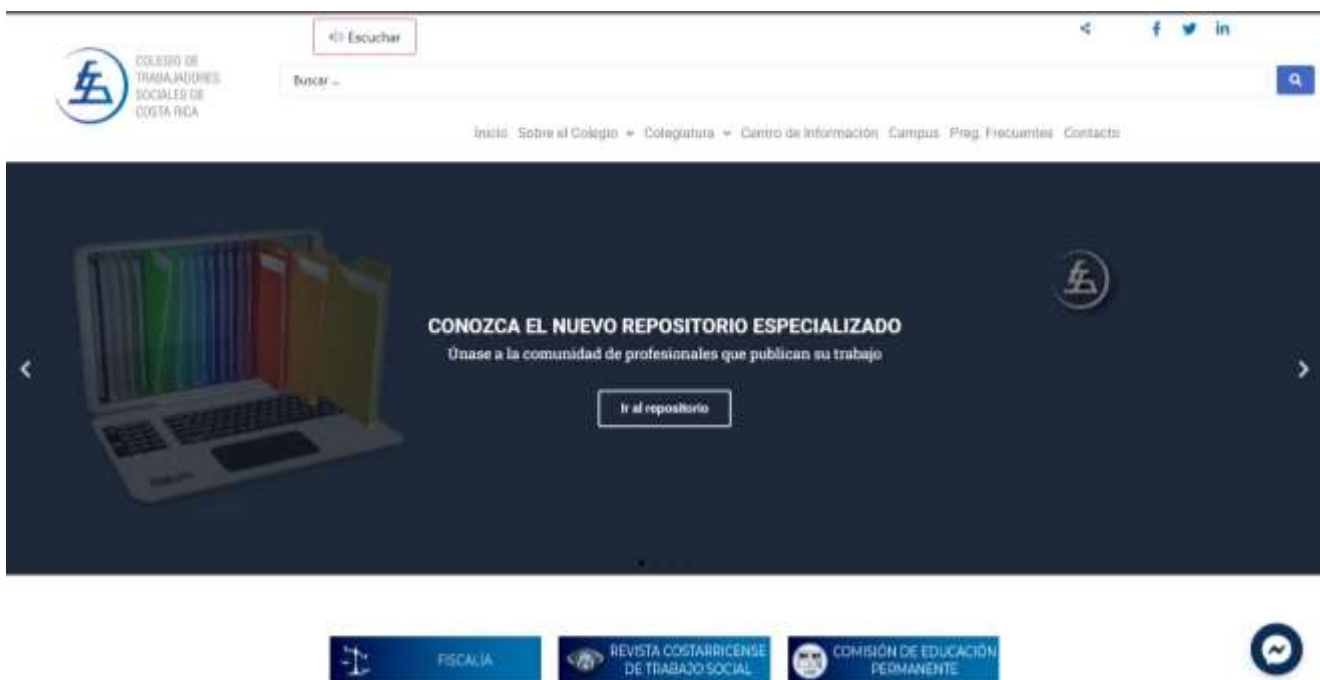 Escuchar
COLEGIO DE
TRABAJADORES
SOCIALES DE
COSTA RICA
Buscar ...
Inicio Sobre el Colegio Colegiatura Centro de Información Campus Preg. Frecuentes Contacto
CONOZCA EL NUEVO REPOSITORIO ESPECIALIZADO
Únase a la comunidad de profesionales que publican su trabajo
Ir al repositorio
FISCALÍA
REVISTA COSTARRICENSE
DE TRABAJO SOCIAL
COMISIÓN DE EDUCACIÓN
PERMANENTE